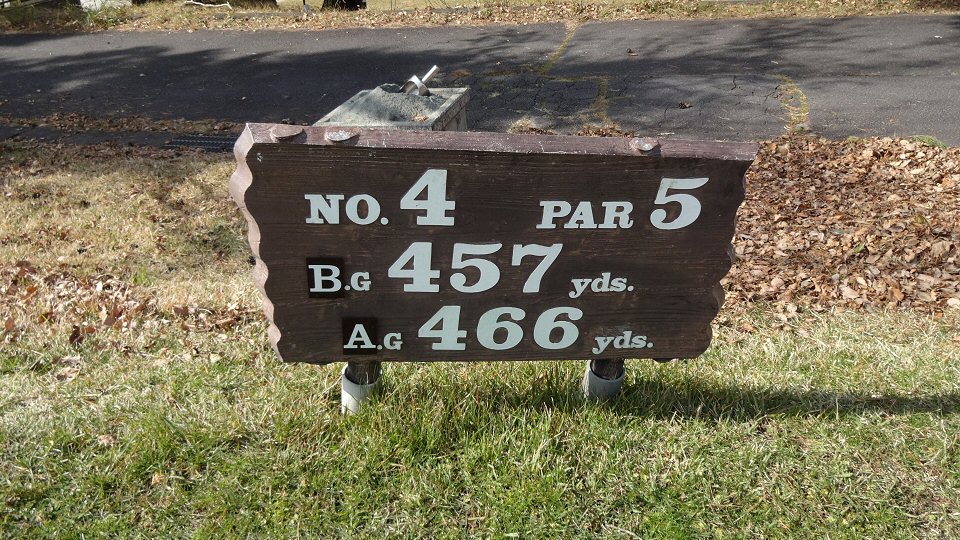 NO. 4 PAR 5
B.G 457 yds.
A.G 466 yds.